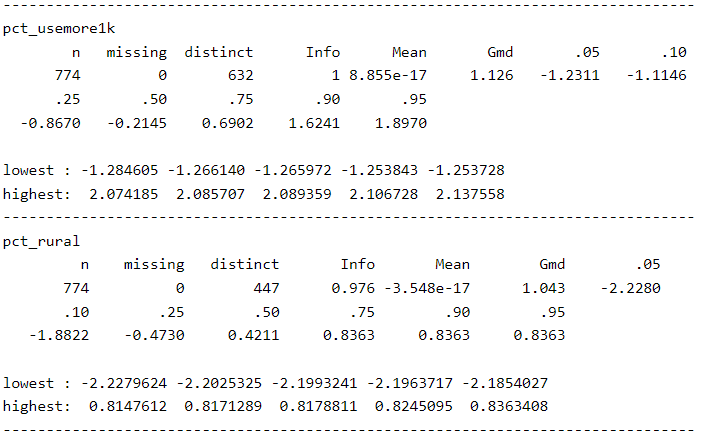 --------------------------------------------------------------------------------
pct_usemore1k
        n  missing distinct     Info     Mean      Gmd      .05      .10
      774        0      632        1 8.855e-17    1.126  -1.2311  -1.1146
      .25      .50      .75      .90      .95
  -0.8670  -0.2145   0.6902   1.6241   1.8970

lowest : -1.284605 -1.266140 -1.265972 -1.253843 -1.253728
highest:  2.074185  2.085707  2.089359  2.106728  2.137558
--------------------------------------------------------------------------------
pct_rural
         n    missing   distinct       Info       Mean        Gmd        .05
       774          0        447      0.976 -3.548e-17      1.043    -2.2280
       .10        .25        .50        .75        .90        .95
   -1.8822    -0.4730     0.4211     0.8363     0.8363     0.8363

lowest : -2.2279624 -2.2025325 -2.1993241 -2.1963717 -2.1854027
highest:  0.8147612  0.8171289  0.8178811  0.8245095  0.8363408
--------------------------------------------------------------------------------